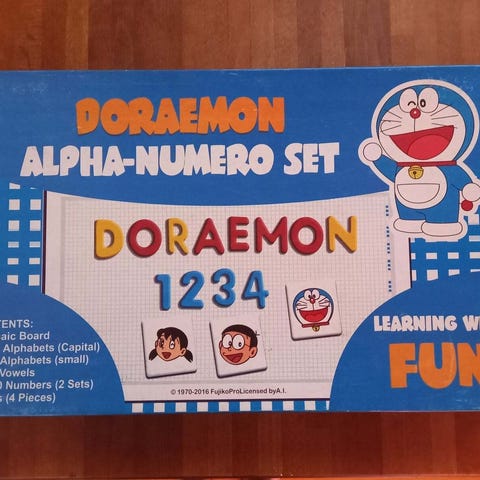 DORAEMON
ALPHA-NUMERO SET
DORAEMON
1234
TENTS:
aic Board
Alphabets (Capital)
Alphabets (small)
Vowels
0 Numbers (2 Sets)
s (4 Pieces)
LEARNING W
FUN
© 1970-2016 FujikoProLicensed byA.I.